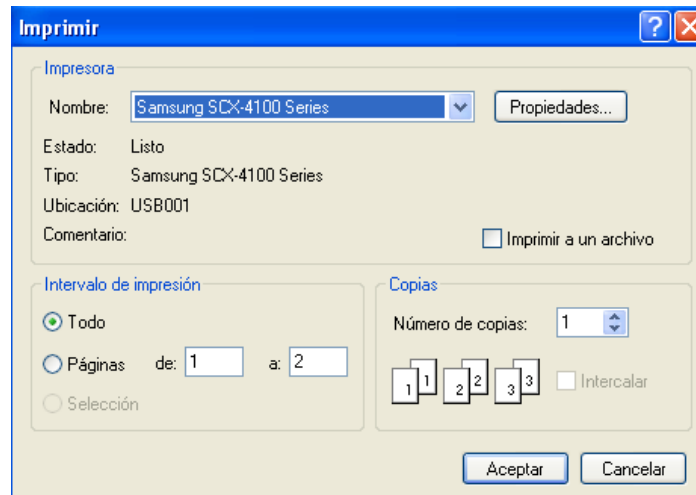 Imprimir
Impresora
Nombre: Samsung SCX-4100 Series Propiedades...
Estado: Listo
Tipo: Samsung SCX-4100 Series
Ubicación: USB001
Comentario: Imprimir a un archivo
Intervalo de impresión
Todo
Páginas de: 1 a: 2
Selección
Copias
Número de copias: 1
1 1 2 2 3 3 Intercalar
Aceptar Cancelar